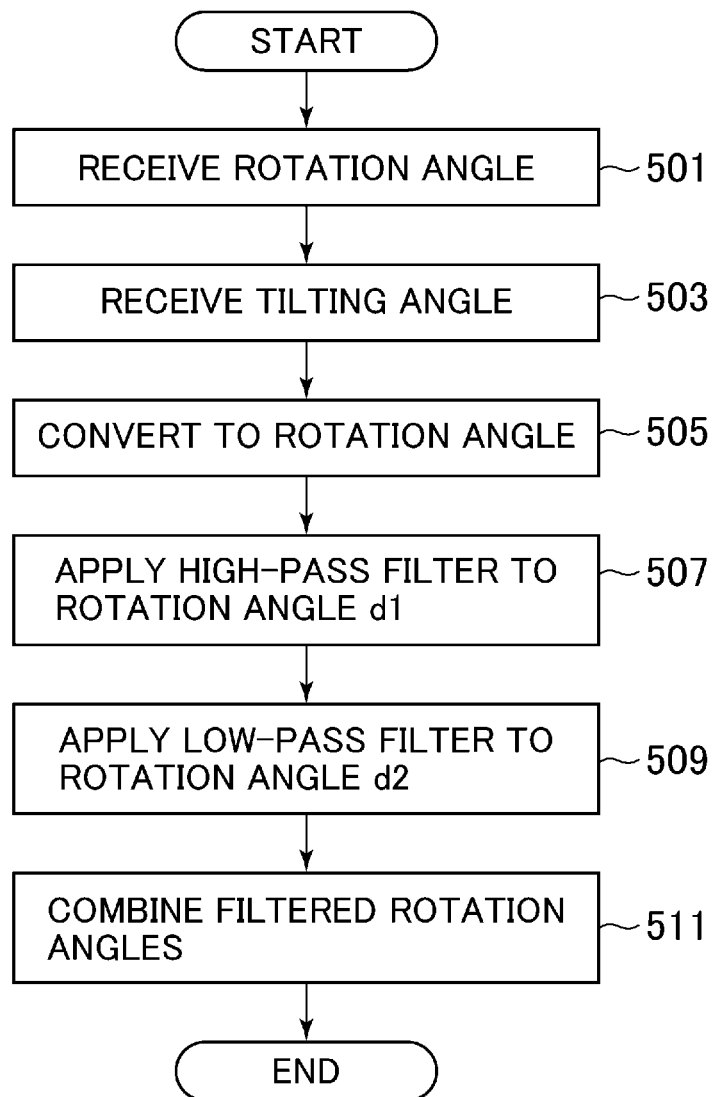 START
RECEIVE ROTATION ANGLE
501
RECEIVE TILTING ANGLE
503
CONVERT TO ROTATION ANGLE
505
APPLY HIGH-PASS FILTER TO
ROTATION ANGLE d1
507
APPLY LOW-PASS FILTER TO
ROTATION ANGLE d2
509
COMBINE FILTERED ROTATION
ANGLES
511
END